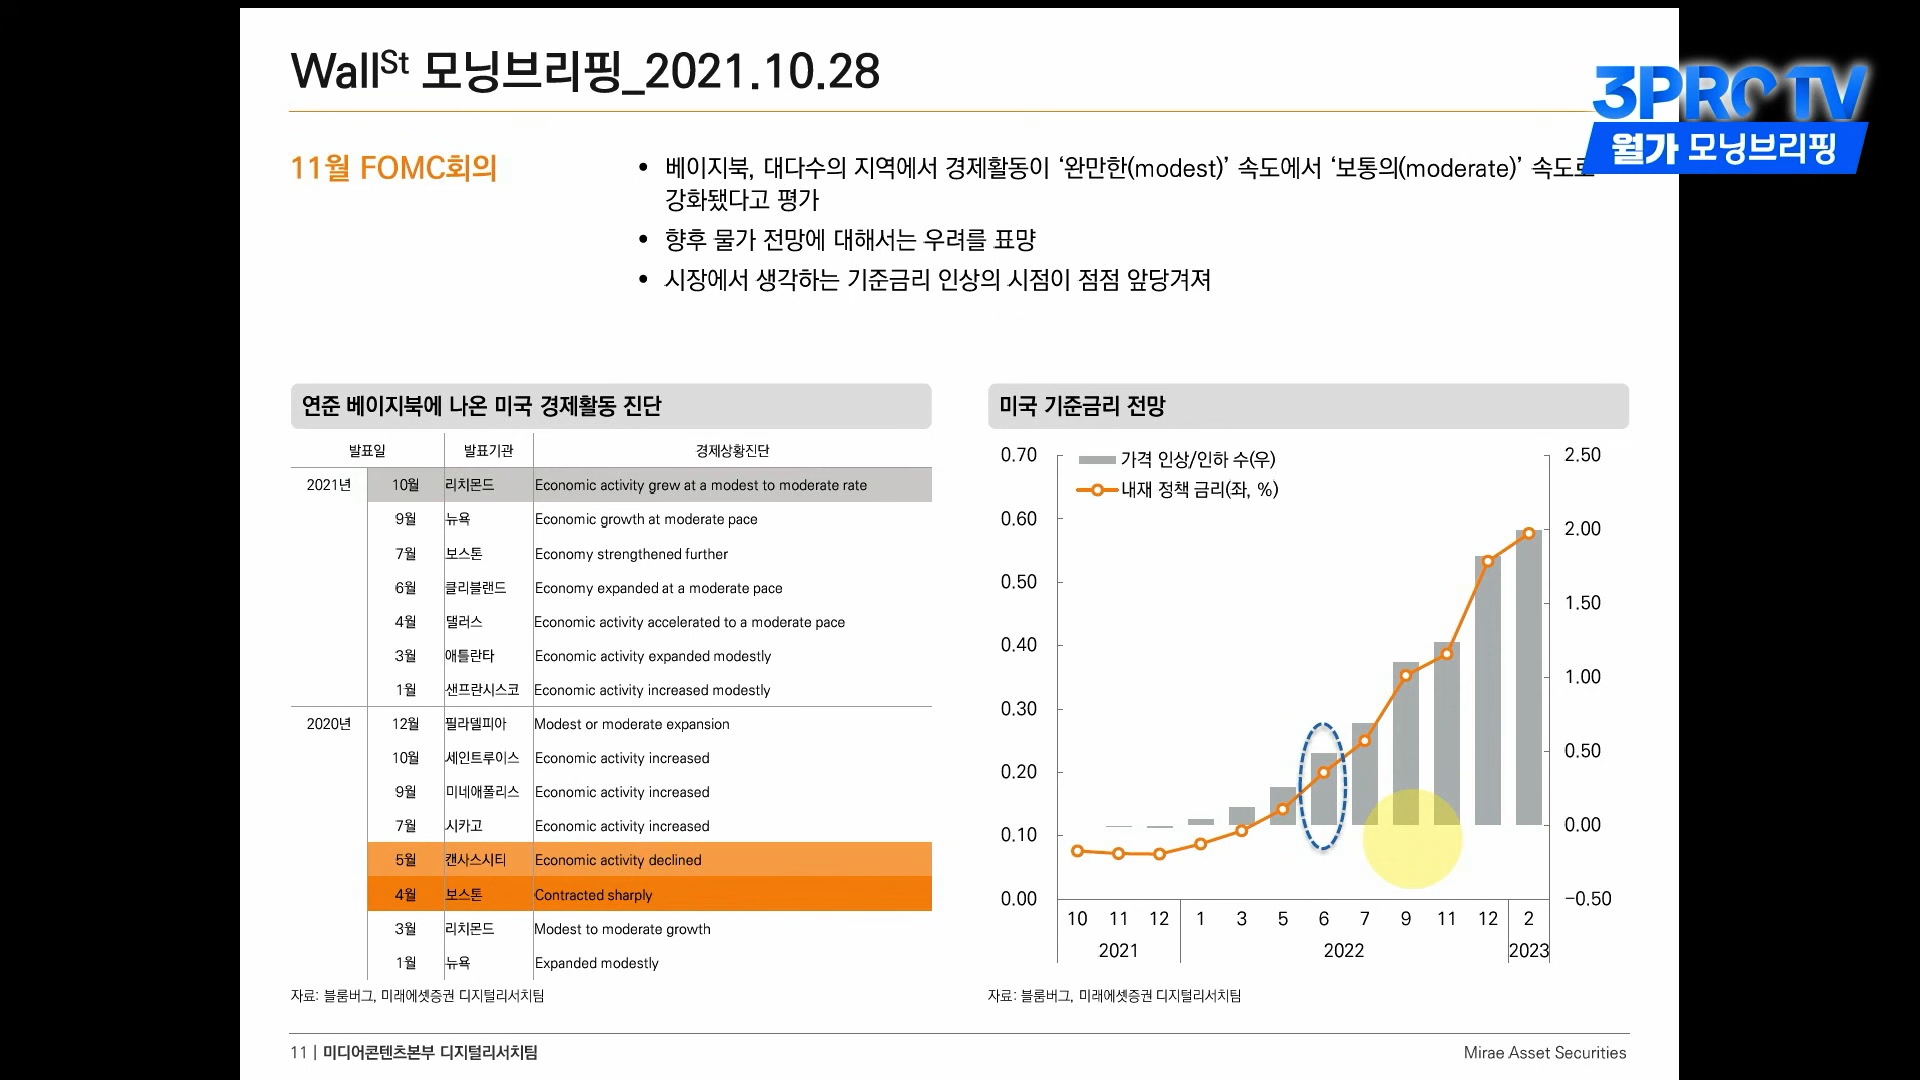 Wall St 모닝브리핑_2021.10.28
3PRO TV
월가 모닝브리핑
11월 FOMC회의
• 베이지북, 대다수의 지역에서 경제활동이 ‘완만한(modest)’ 속도에서 ‘보통의(moderate)’ 속도로
강화됐다고 평가
• 향후 물가 전망에 대해서는 우려를 표먕
• 시장에서 생각하는 기준금리 인상의 시점이 점점 앞당겨져
연준 베이지북에 나온 미국 경제활동 진단
발표일 발표기관 경제상황진단
2021년 10월 리치몬드 Economic activity grew at a modest to moderate rate
9월 뉴욕 Economic growth at moderate pace
7월 보스톤 Economy strengthened further
6월 클리블랜드 Economy expanded at a moderate pace
4월 댈러스 Economic activity accelerated to a moderate pace
3월 애틀란타 Economic activity expanded modestly
1월 샌프란시스코 Economic activity increased modestly
2020년 12월 필라델피아 Modest or moderate expansion
10월 세인트루이스 Economic activity increased
9월 미네애폴리스 Economic activity increased
7월 시카고 Economic activity increased
5월 캔사스시티 Economic activity declined
4월 보스톤 Contracted sharply
3월 리치몬드 Modest to moderate growth
1월 뉴욕 Expanded modestly
자료: 블룸버그, 미래에셋증권 디지털리서치팀
미국 기준금리 전망
가격 인상/인하 수(우)
내재 정책 금리(좌, %)
0.70 2.50
0.60 2.00
0.50 1.50
0.40 1.00
0.30 0.50
0.20 0.00
0.10 -0.50
0.00
10 11 12 1 3 5 6 7 9 11 12 2
2021 2022 2023
자료: 블룸버그, 미래에셋증권 디지털리서치팀
11 | 미디어콘텐츠본부 디지털리서치팀
Mirae Asset Securities